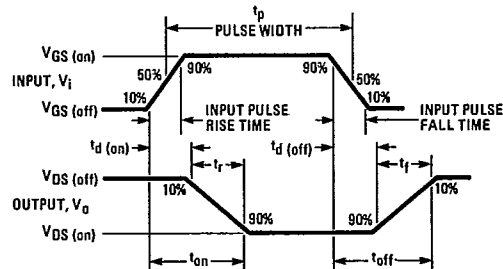 tp
PULSE WIDTH
VGS (on)
50%
90%
90%
50%
INPUT, Vi
10%
10%
VGS (off)
INPUT PULSE
RISE TIME
INPUT PULSE
FALL TIME
td (on)
tr
td (off)
tf
VDS (off)
10%
10%
OUTPUT, Vo
90%
90%
VDS (on)
ton
toff